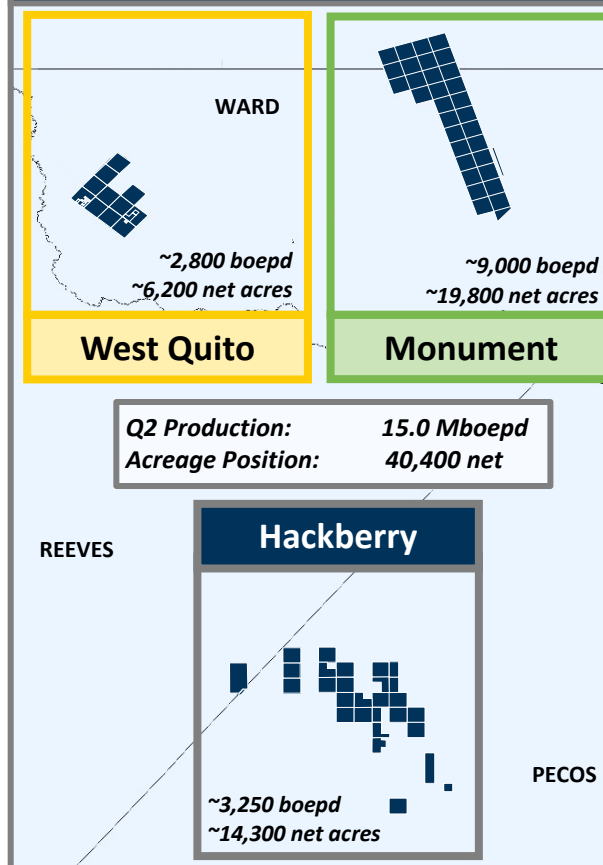 WARD
~2,800 boepd
~6,200 net acres
West Quito
~9,000 boepd
~19,800 net acres
Monument
Q2 Production: 15.0 Mboepd
Acreage Position: 40,400 net
REEVES
Hackberry
~3,250 boepd
~14,300 net acres
PECOS